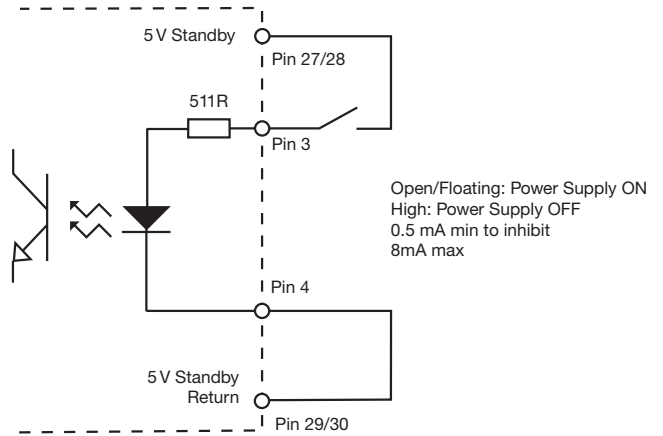 5 V Standby
Pin 27/28
511R
Pin 3
Open/Floating: Power Supply ON
High: Power Supply OFF
0.5 mA min to inhibit
8mA max
Pin 4
5 V Standby
Return
Pin 29/30